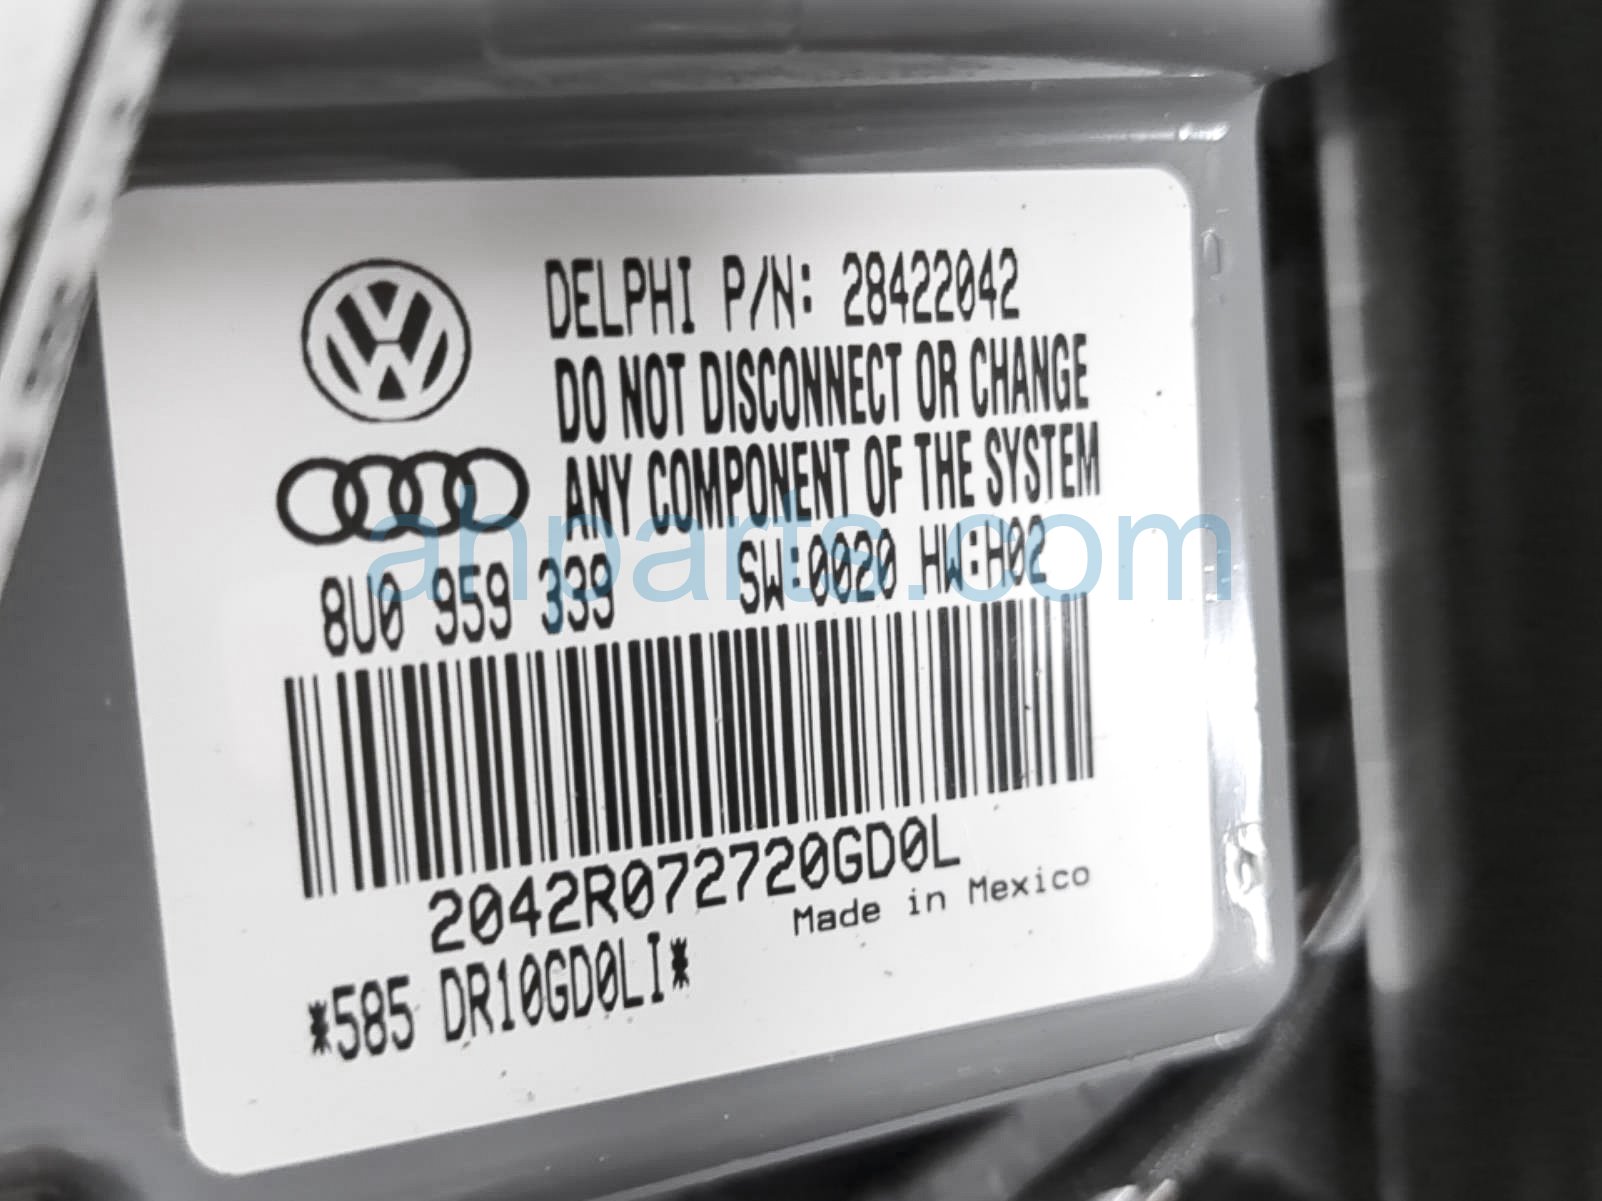 DELPHI P/N: 28422042
DO NOT DISCONNECT OR CHANGE
ANY COMPONENT OF THE SYSTEM
ahparts.com
8U0 959 339 SW:0020 HW:H02
2042R072720GD0L
Made in Mexico
*585 DR10GD0LI*